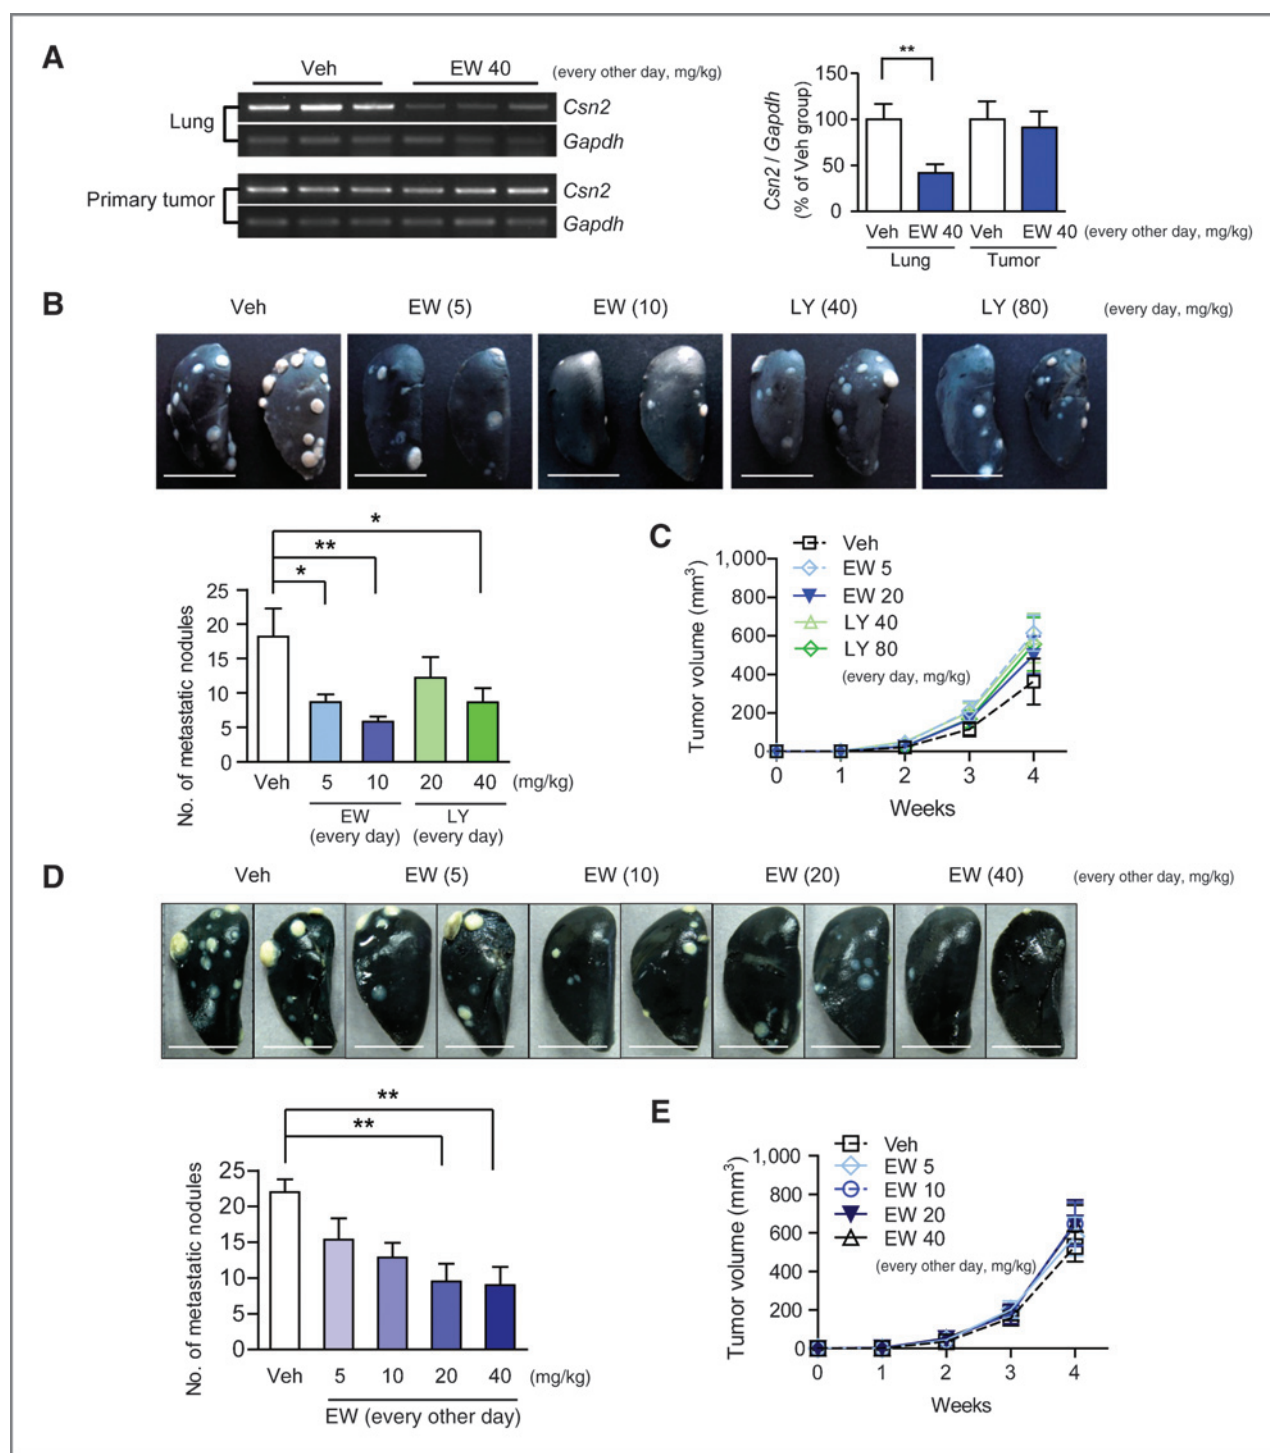 A
Veh EW 40 (every other day, mg/kg)
Lung
Csn2
Gapdh
Primary tumor
Csn2
Gapdh
Csn2 / Gapdh
(% of Veh group)
150
100
50
0
**
Veh EW 40 Veh EW 40 (every other day, mg/kg)
Lung Tumor
B
Veh EW (5) EW (10) LY (40) LY (80) (every day, mg/kg)
No. of metastatic nodules
25
20
15
10
5
0
*
**
*
Veh 5 10 20 40 (mg/kg)
EW LY
(every day) (every day)
C
Veh
EW 5
EW 20
LY 40
LY 80
(every day, mg/kg)
Tumor volume (mm³)
1,000
800
600
400
200
0
0 1 2 3 4
Weeks
D
Veh EW (5) EW (10) EW (20) EW (40) (every other day, mg/kg)
No. of metastatic nodules
25
20
15
10
5
0
**
**
Veh 5 10 20 40 (mg/kg)
EW (every other day)
E
Veh
EW 5
EW 10
EW 20
EW 40
(every other day, mg/kg)
Tumor volume (mm³)
1,000
800
600
400
200
0
0 1 2 3 4
Weeks